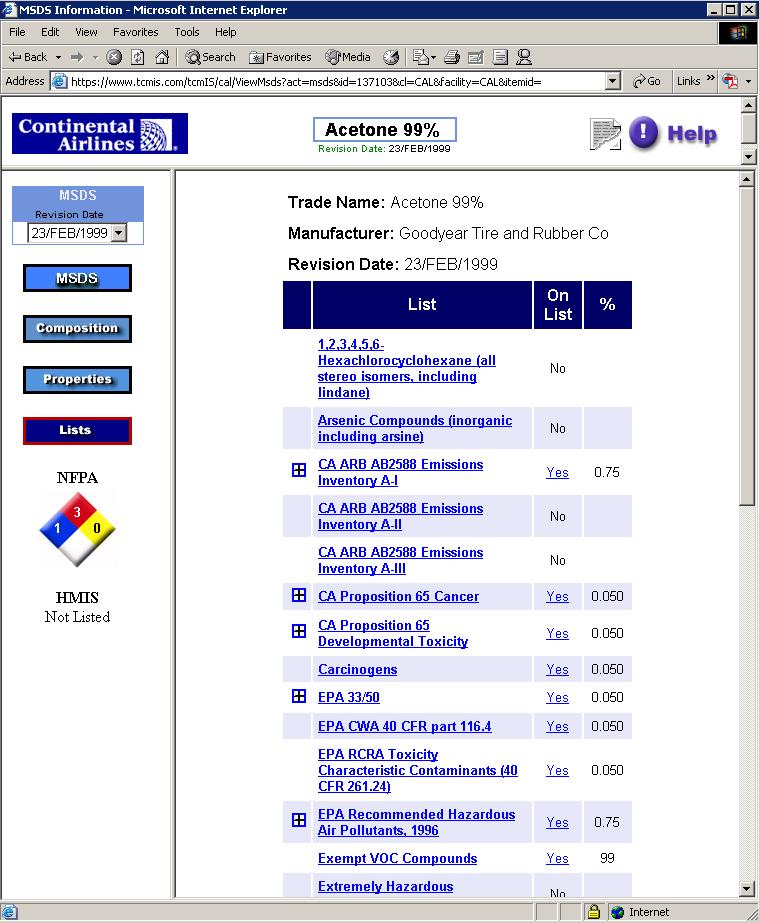 MSDS Information - Microsoft Internet Explorer
File Edit View Favorites Tools Help
Back Search Favorites Media
Address https://www.tcmis.com/tcmIS/cal/ViewMsds?act=msds&id=137103&cl=CAL&facility=CAL&itemid= Go Links »
Continental
Airlines
Acetone 99%
Revision Date: 23/FEB/1999
! Help
MSDS
Revision Date
23/FEB/1999
MSDS
Composition
Properties
Lists
NFPA
3
1 0
HMIS
Not Listed
Trade Name: Acetone 99%
Manufacturer: Goodyear Tire and Rubber Co
Revision Date: 23/FEB/1999
List On List %
1,2,3,4,5,6-
Hexachlorocyclohexane (all
stereo isomers, including
lindane) No
Arsenic Compounds (inorganic
including arsine) No
CA ARB AB2588 Emissions
Inventory A-I Yes 0.75
CA ARB AB2588 Emissions
Inventory A-II No
CA ARB AB2588 Emissions
Inventory A-III No
CA Proposition 65 Cancer Yes 0.050
CA Proposition 65
Developmental Toxicity Yes 0.050
Carcinogens Yes 0.050
EPA 33/50 Yes 0.050
EPA CWA 40 CFR part 116.4 Yes 0.050
EPA RCRA Toxicity
Characteristic Contaminants (40
CFR 261.24) Yes 0.050
EPA Recommended Hazardous
Air Pollutants, 1996 Yes 0.75
Exempt VOC Compounds Yes 99
Extremely Hazardous No
Internet